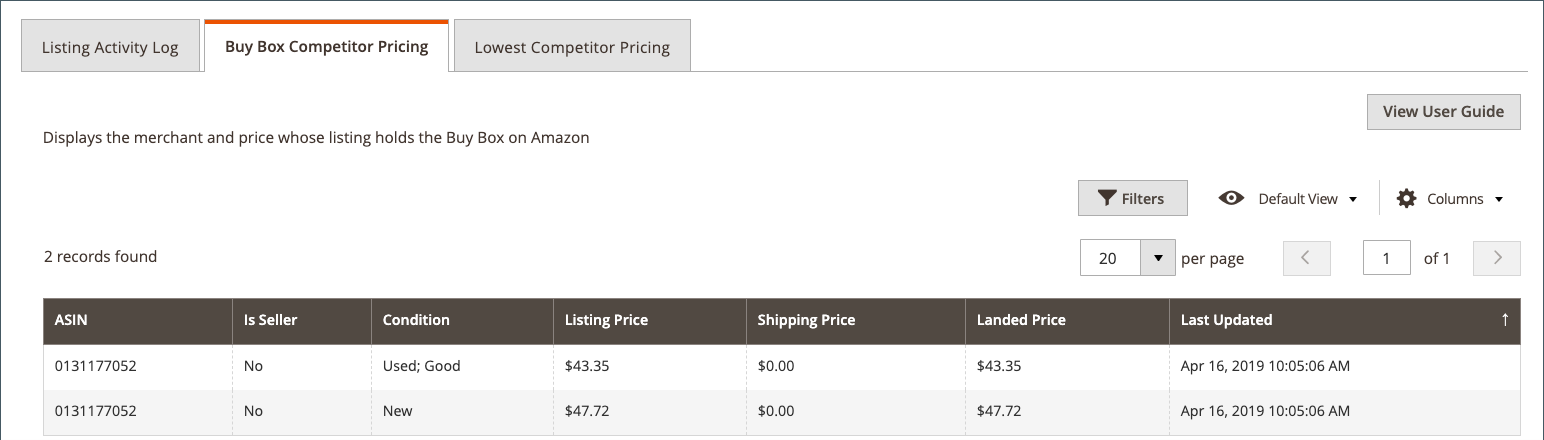 Listing Activity Log Buy Box Competitor Pricing Lowest Competitor Pricing
View User Guide
Displays the merchant and price whose listing holds the Buy Box on Amazon
Filters Default View Columns
2 records found 20 per page 1 of 1
ASIN Is Seller Condition Listing Price Shipping Price Landed Price Last Updated ↑
0131177052 No Used; Good $43.35 $0.00 $43.35 Apr 16, 2019 10:05:06 AM
0131177052 No New $47.72 $0.00 $47.72 Apr 16, 2019 10:05:06 AM